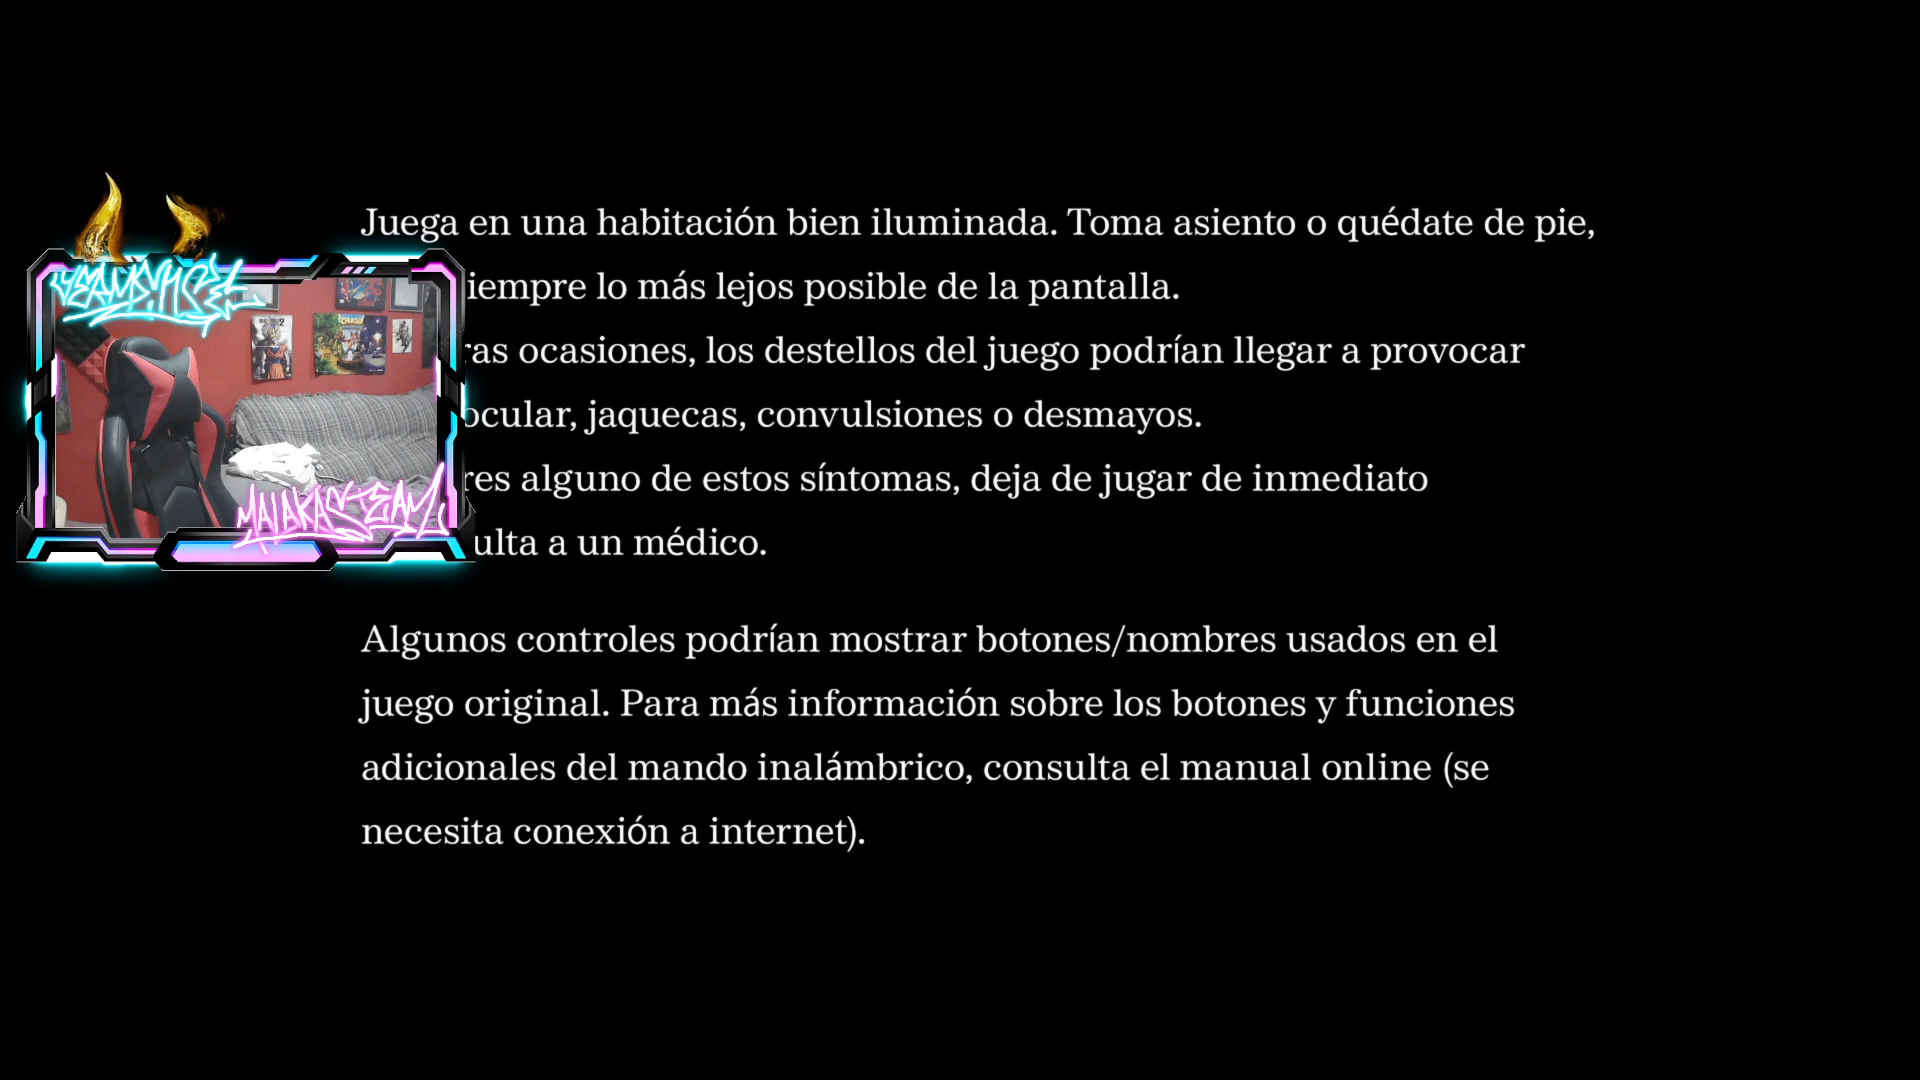 Juega en una habitación bien iluminada. Toma asiento o quédate de pie,
iempre lo más lejos posible de la pantalla.
ras ocasiones, los destellos del juego podrían llegar a provocar
ocular, jaquecas, convulsiones o desmayos.
res alguno de estos síntomas, deja de jugar de inmediato
ulta a un médico.
MALAKASTEAM
Algunos controles podrían mostrar botones/nombres usados en el
juego original. Para más información sobre los botones y funciones
adicionales del mando inalámbrico, consulta el manual online (se
necesita conexión a internet).